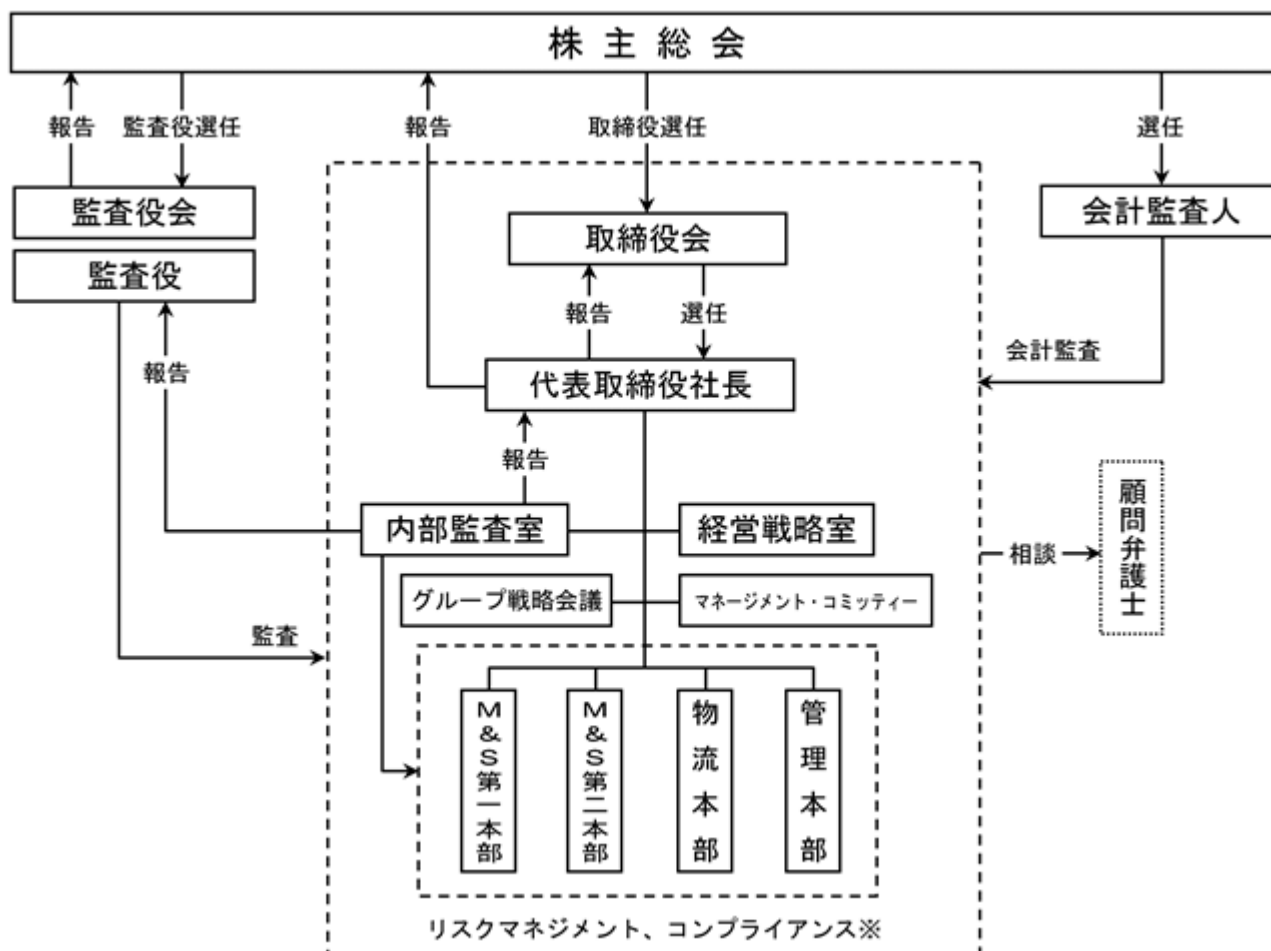 株主総会
報告
監査役選任
報告
取締役選任
選任
監査役会
監査役
取締役会
会計監査人
報告
選任
会計監査
報告
代表取締役社長
報告
内部監査室
経営戦略室
相談
顧問弁護士
グループ戦略会議
マネージメント・コミッティー
監査
M&S第一本部
M&S第二本部
物流本部
管理本部
リスクマネジメント、コンプライアンス※